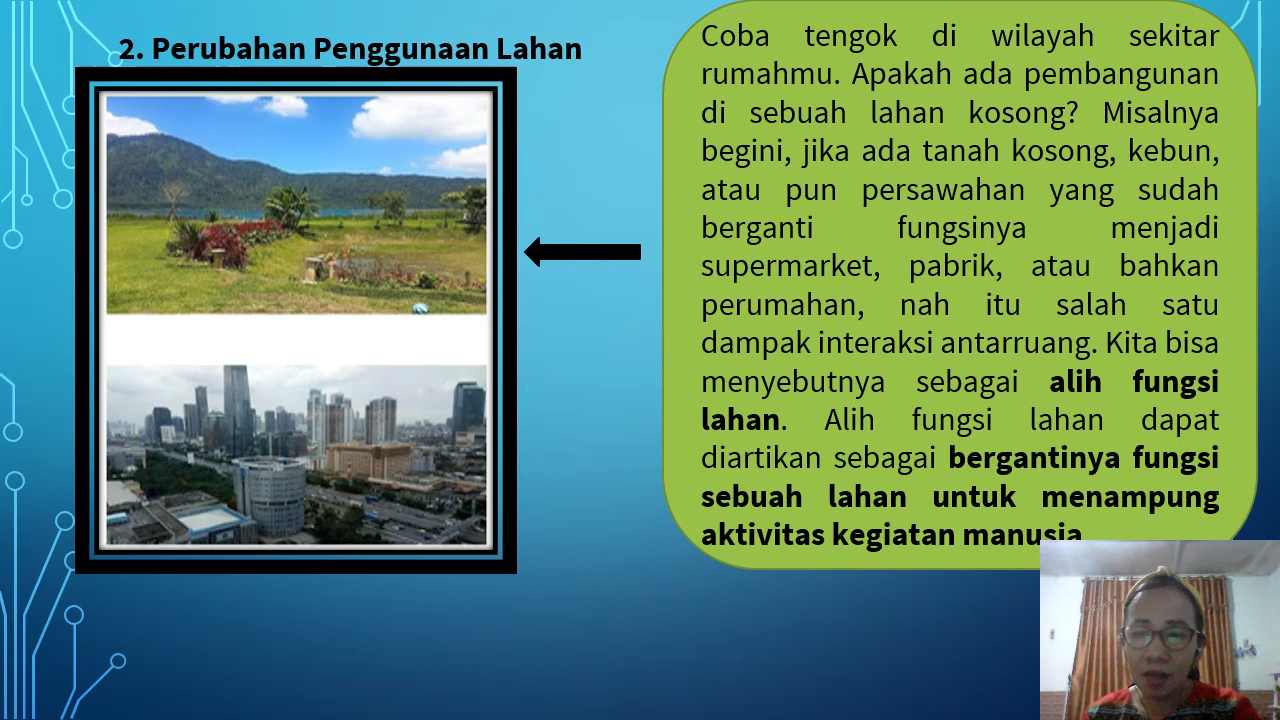 2. Perubahan Penggunaan Lahan
Coba tengok di wilayah sekitar
rumahmu. Apakah ada pembangunan
di sebuah lahan kosong? Misalnya
begini, jika ada tanah kosong, kebun,
atau pun persawahan yang sudah
berganti fungsinya menjadi
supermarket, pabrik, atau bahkan
perumahan, nah itu salah satu
dampak interaksi antarruang. Kita bisa
menyebutnya sebagai alih fungsi
lahan. Alih fungsi lahan dapat
diartikan sebagai bergantinya fungsi
sebuah lahan untuk menampung
aktivitas kegiatan manusia